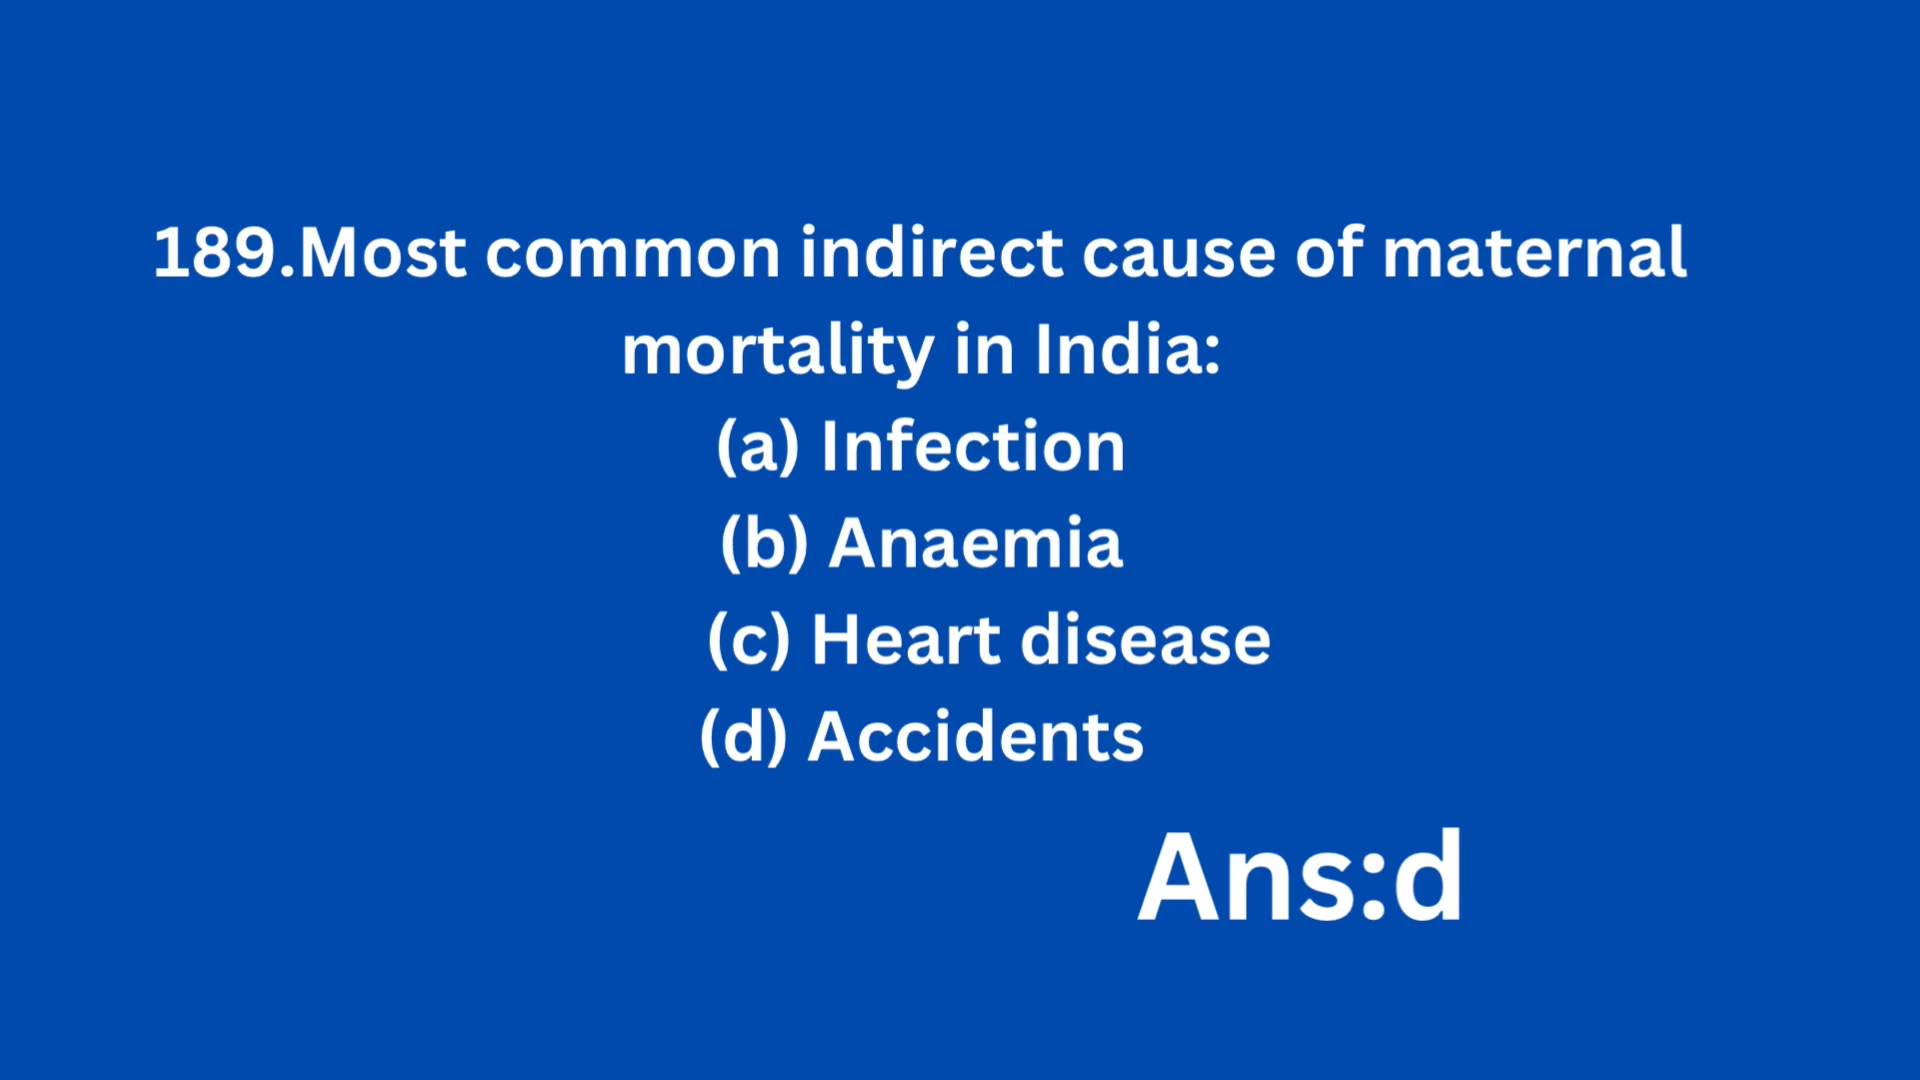 189.Most common indirect cause of maternal
mortality in India:
(a) Infection
(b) Anaemia
(c) Heart disease
(d) Accidents
Ans:d